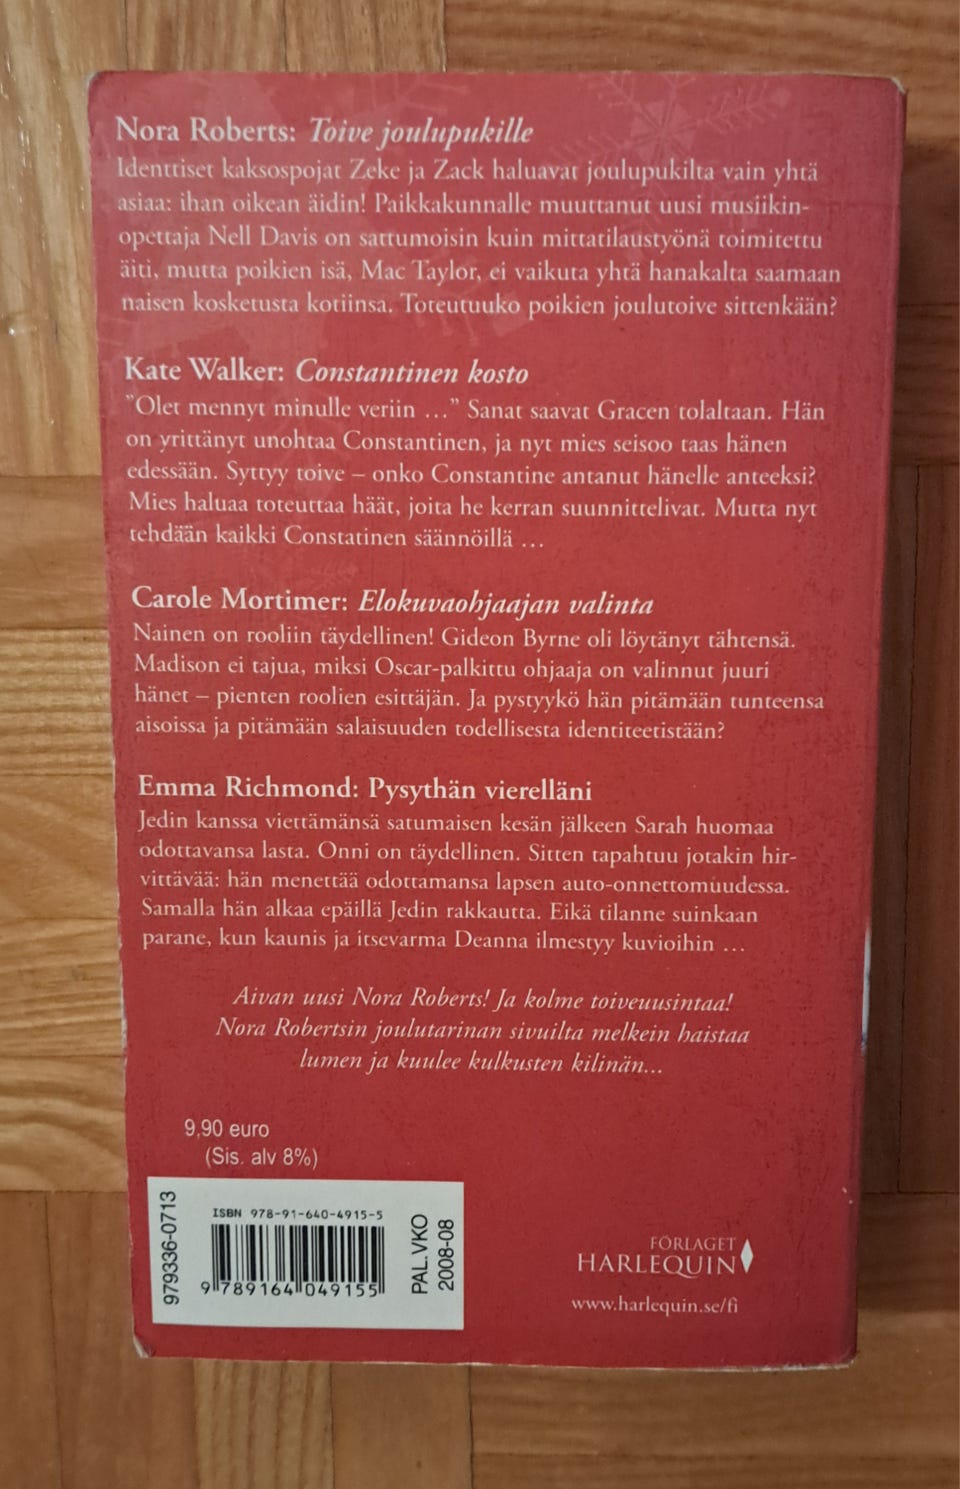 Nora Roberts: Toive joulupukille
Identtiset kaksospojat Zeke ja Zack haluavat joulupukilta vain yhtä
asiaa: ihan oikean äidin! Paikkakunnalle muuttanut uusi musiikin-
opettaja Nell Davis on sattumoisin kuin mittatilaustyönä toimitettu
äiti, mutta poikien isä, Mac Taylor, ei vaikuta yhtä hanakalta saamaan
naisen kosketusta kotiinsa. Toteutuuko poikien joulutoive sittenkään?
Kate Walker: Constantinen kosto
”Olet mennyt minulle veriin …” Sanat saavat Gracen tolaltaan. Hän
on yrittänyt unohtaa Constantinen, ja nyt mies seisoo taas hänen
edessään. Syttyy toive – onko Constantine antanut hänelle anteeksi?
Mies haluaa toteuttaa häät, joita he kerran suunnittelivat. Mutta nyt
tehdään kaikki Constatinen säännöillä …
Carole Mortimer: Elokuvaohjaajan valinta
Nainen on rooliin täydellinen! Gideon Byrne oli löytänyt tähtensä.
Madison ei tajua, miksi Oscar-palkittu ohjaaja on valinnut juuri
hänet – pienten roolien esittäjän. Ja pystyykö hän pitämään tunteensa
aisoissa ja pitämään salaisuuden todellisesta identiteetistään?
Emma Richmond: Pysythän vierelläni
Jedin kanssa viettämänsä satumaisen kesän jälkeen Sarah huomaa
odottavansa lasta. Onni on täydellinen. Sitten tapahtuu jotakin hir-
vittävää: hän menettää odottamansa lapsen auto-onnettomuudessa.
Samalla hän alkaa epäillä Jedin rakkautta. Eikä tilanne suinkaan
parane, kun kaunis ja itsevarma Deanna ilmestyy kuvioihin …
Aivan uusi Nora Roberts! Ja kolme toiveuusintaa!
Nora Robertsin joulutarinan sivuilta melkein haistaa
lumen ja kuulee kulkusten kilinän...
9,90 euro
(Sis. alv 8%)
979336-0713
ISBN 978-91-640-4915-5
9 789164 049155
PAL.VKO
2008-08
FÖRLAGET
HARLEQUIN
www.harlequin.se/fi